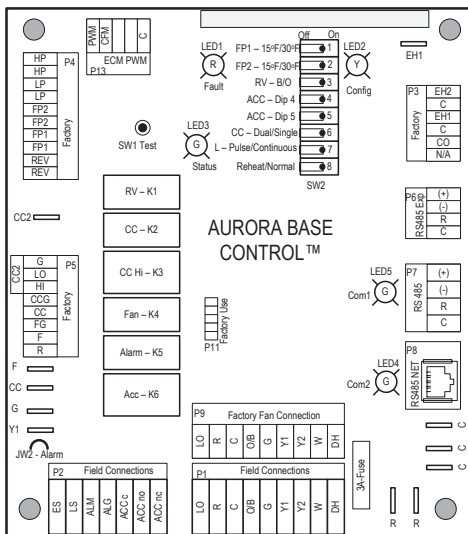 PWM
CFM
C
ECM PWM
P13
LED1
R
Fault
Off On
FP1 – 15ºF/30ºF 1
FP2 – 15ºF/30ºF 2
RV – B/O 3
ACC – Dip 4 4
ACC – Dip 5 5
CC – Dual/Single 6
L – Pulse/Continuous 7
Reheat/Normal 8
SW2
LED2
Y
Config
EH1
P4
HP
HP
LP
LP
FP2
FP2
FP1
FP1
REV
REV
Factory
P3
EH2
C
EH1
C
CO
N/A
Factory
SW1 Test
LED3
G
Status
P6
(+)
(-)
R
C
RS485 Exp
CC2
RV – K1
CC – K2
CC Hi – K3
Fan – K4
Alarm – K5
Acc – K6
AURORA BASE
CONTROL™
P5
CC2
G
LO
HI
CCG
CC
FG
F
R
Factory
P11
Factory Use
LED5
G
Com1
P7
(+)
(-)
R
C
RS 485
LED4
G
Com2
P8
RS485 NET
F
CC
G
Y1
JW2 - Alarm
P9 Factory Fan Connection
LO R C O/B G Y1 Y2 W DH
P2 Field Connections
ES LS ALM ALG ACC c ACC no ACC nc
P1 Field Connections
LO R C O/B G Y1 Y2 W DH
3A-Fuse
C
C
C
R R